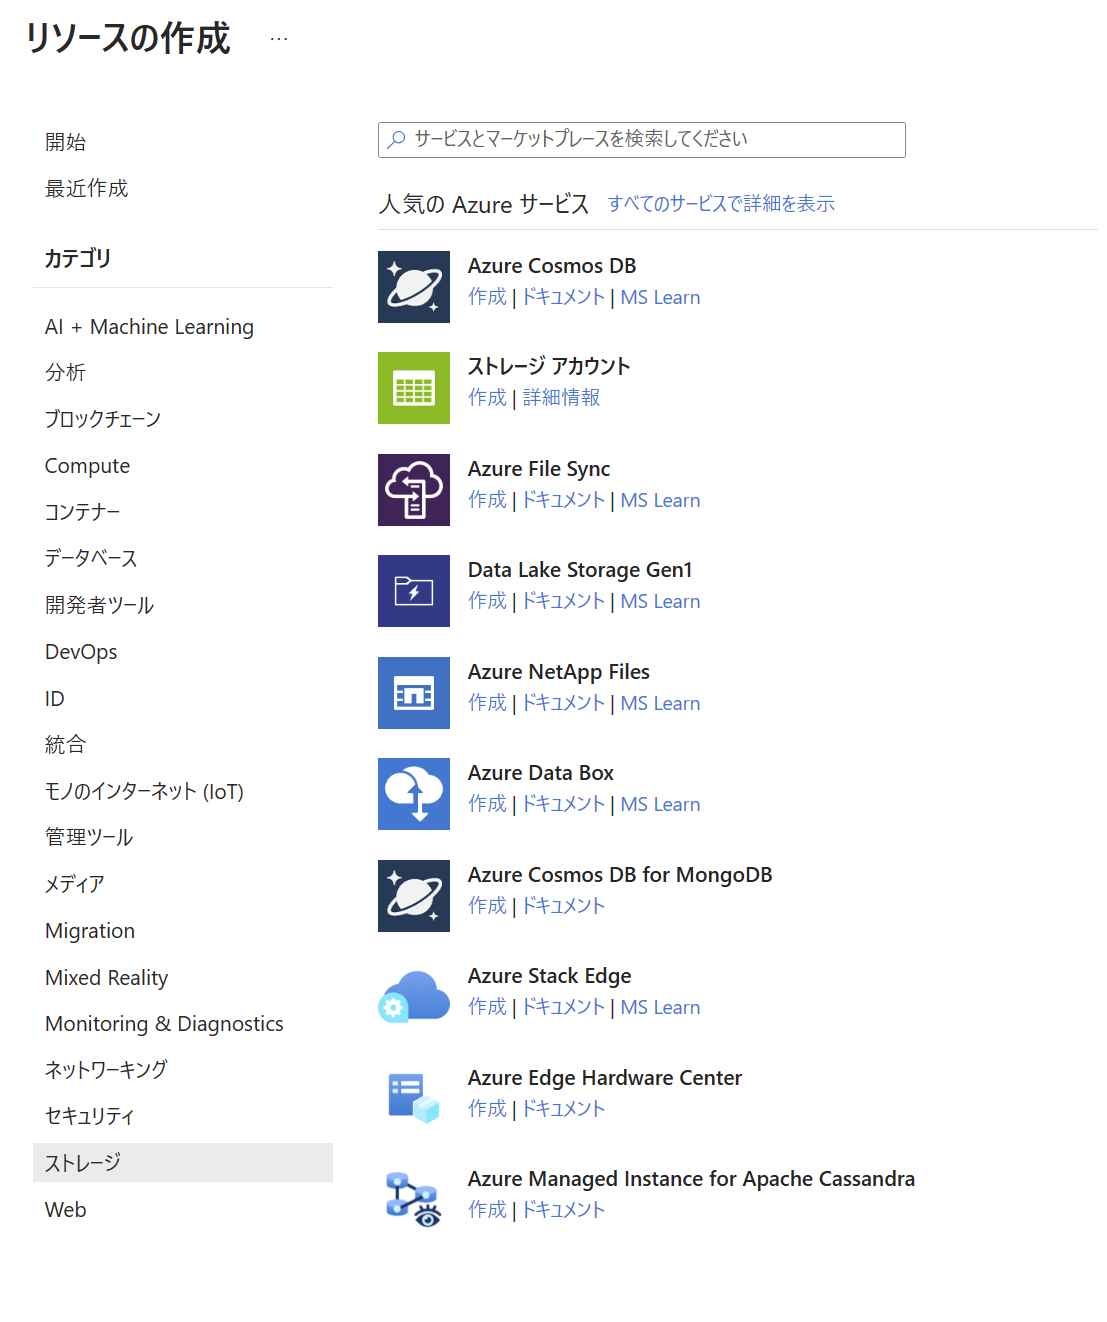 リソースの作成 ...
開始
最近作成
カテゴリ
AI + Machine Learning
分析
ブロックチェーン
Compute
コンテナー
データベース
開発者ツール
DevOps
ID
統合
モノのインターネット (IoT)
管理ツール
メディア
Migration
Mixed Reality
Monitoring & Diagnostics
ネットワーキング
セキュリティ
ストレージ
Web
サービスとマーケットプレースを検索してください
人気の Azure サービス すべてのサービスで詳細を表示
Azure Cosmos DB
作成 | ドキュメント | MS Learn
ストレージ アカウント
作成 | 詳細情報
Azure File Sync
作成 | ドキュメント | MS Learn
Data Lake Storage Gen1
作成 | ドキュメント | MS Learn
Azure NetApp Files
作成 | ドキュメント | MS Learn
Azure Data Box
作成 | ドキュメント | MS Learn
Azure Cosmos DB for MongoDB
作成 | ドキュメント
Azure Stack Edge
作成 | ドキュメント | MS Learn
Azure Edge Hardware Center
作成 | ドキュメント
Azure Managed Instance for Apache Cassandra
作成 | ドキュメント